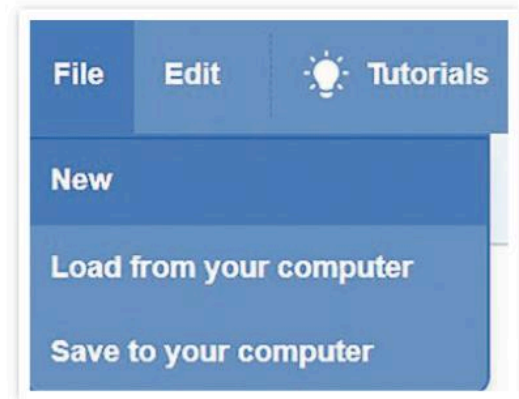 File Edit Tutorials
New
Load from your computer
Save to your computer